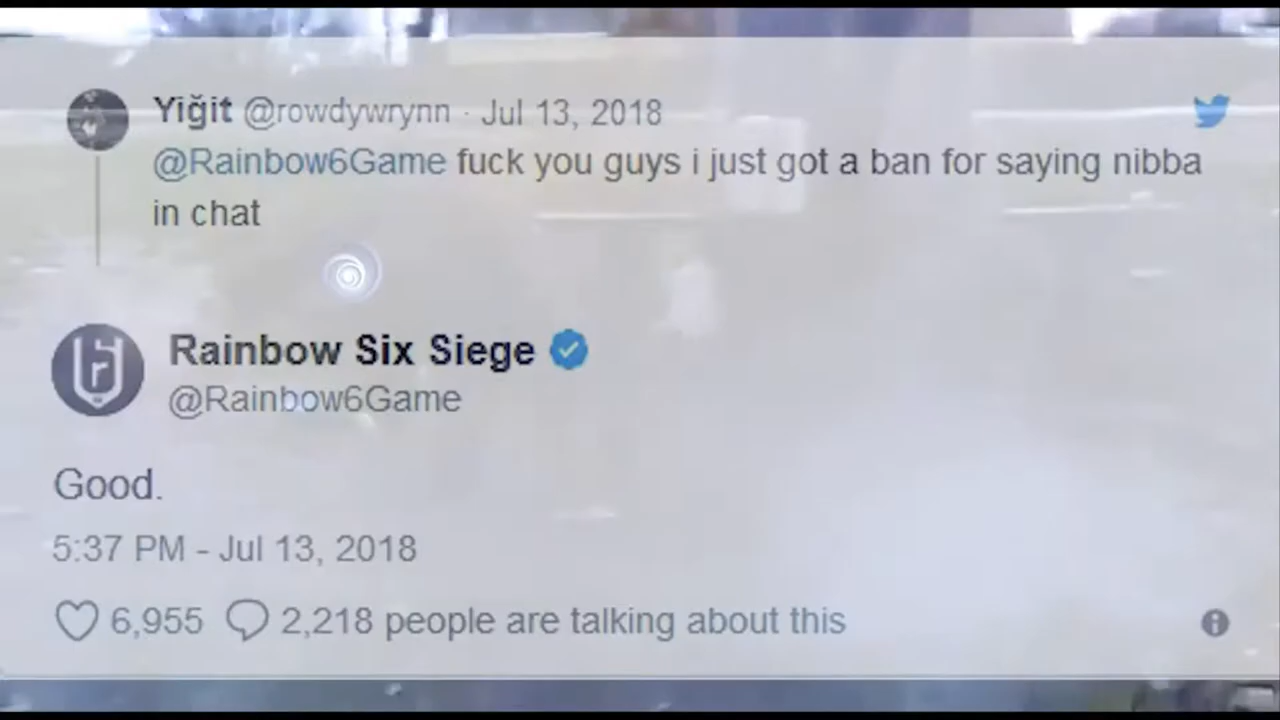 Yiğit @rowdywrynn · Jul 13, 2018
@Rainbow6Game fuck you guys i just got a ban for saying nibba
in chat
Rainbow Six Siege
@Rainbow6Game
Good.
5:37 PM - Jul 13, 2018
6,955 2,218 people are talking about this